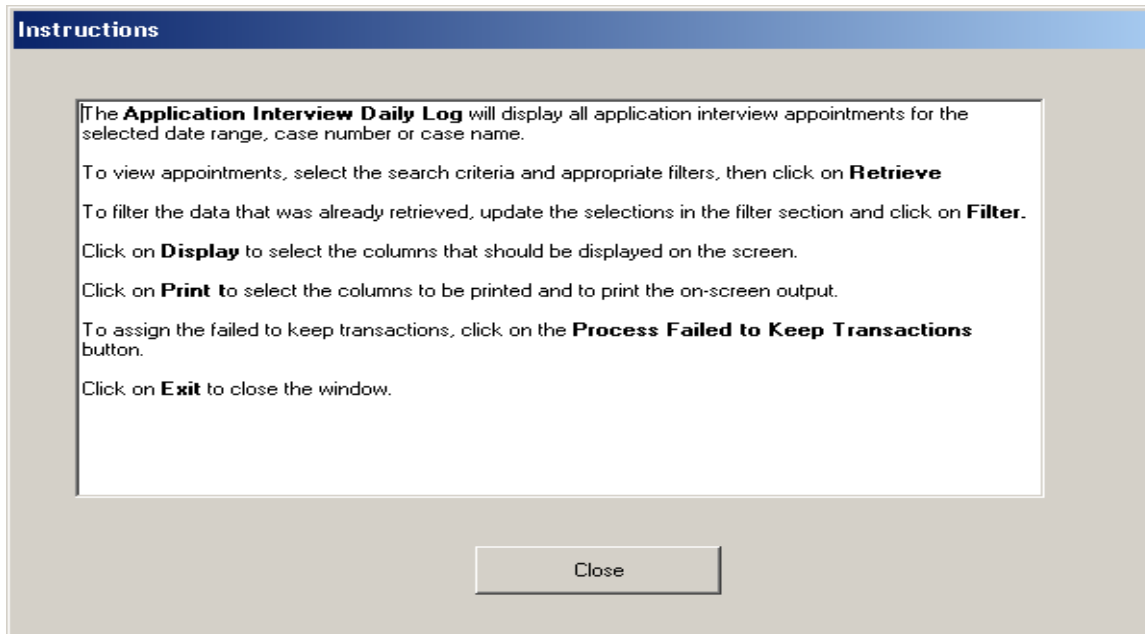 Instructions
The Application Interview Daily Log will display all application interview appointments for the
selected date range, case number or case name.
To view appointments, select the search criteria and appropriate filters, then click on Retrieve
To filter the data that was already retrieved, update the selections in the filter section and click on Filter.
Click on Display to select the columns that should be displayed on the screen.
Click on Print to select the columns to be printed and to print the on-screen output.
To assign the failed to keep transactions, click on the Process Failed to Keep Transactions
button.
Click on Exit to close the window.
Close